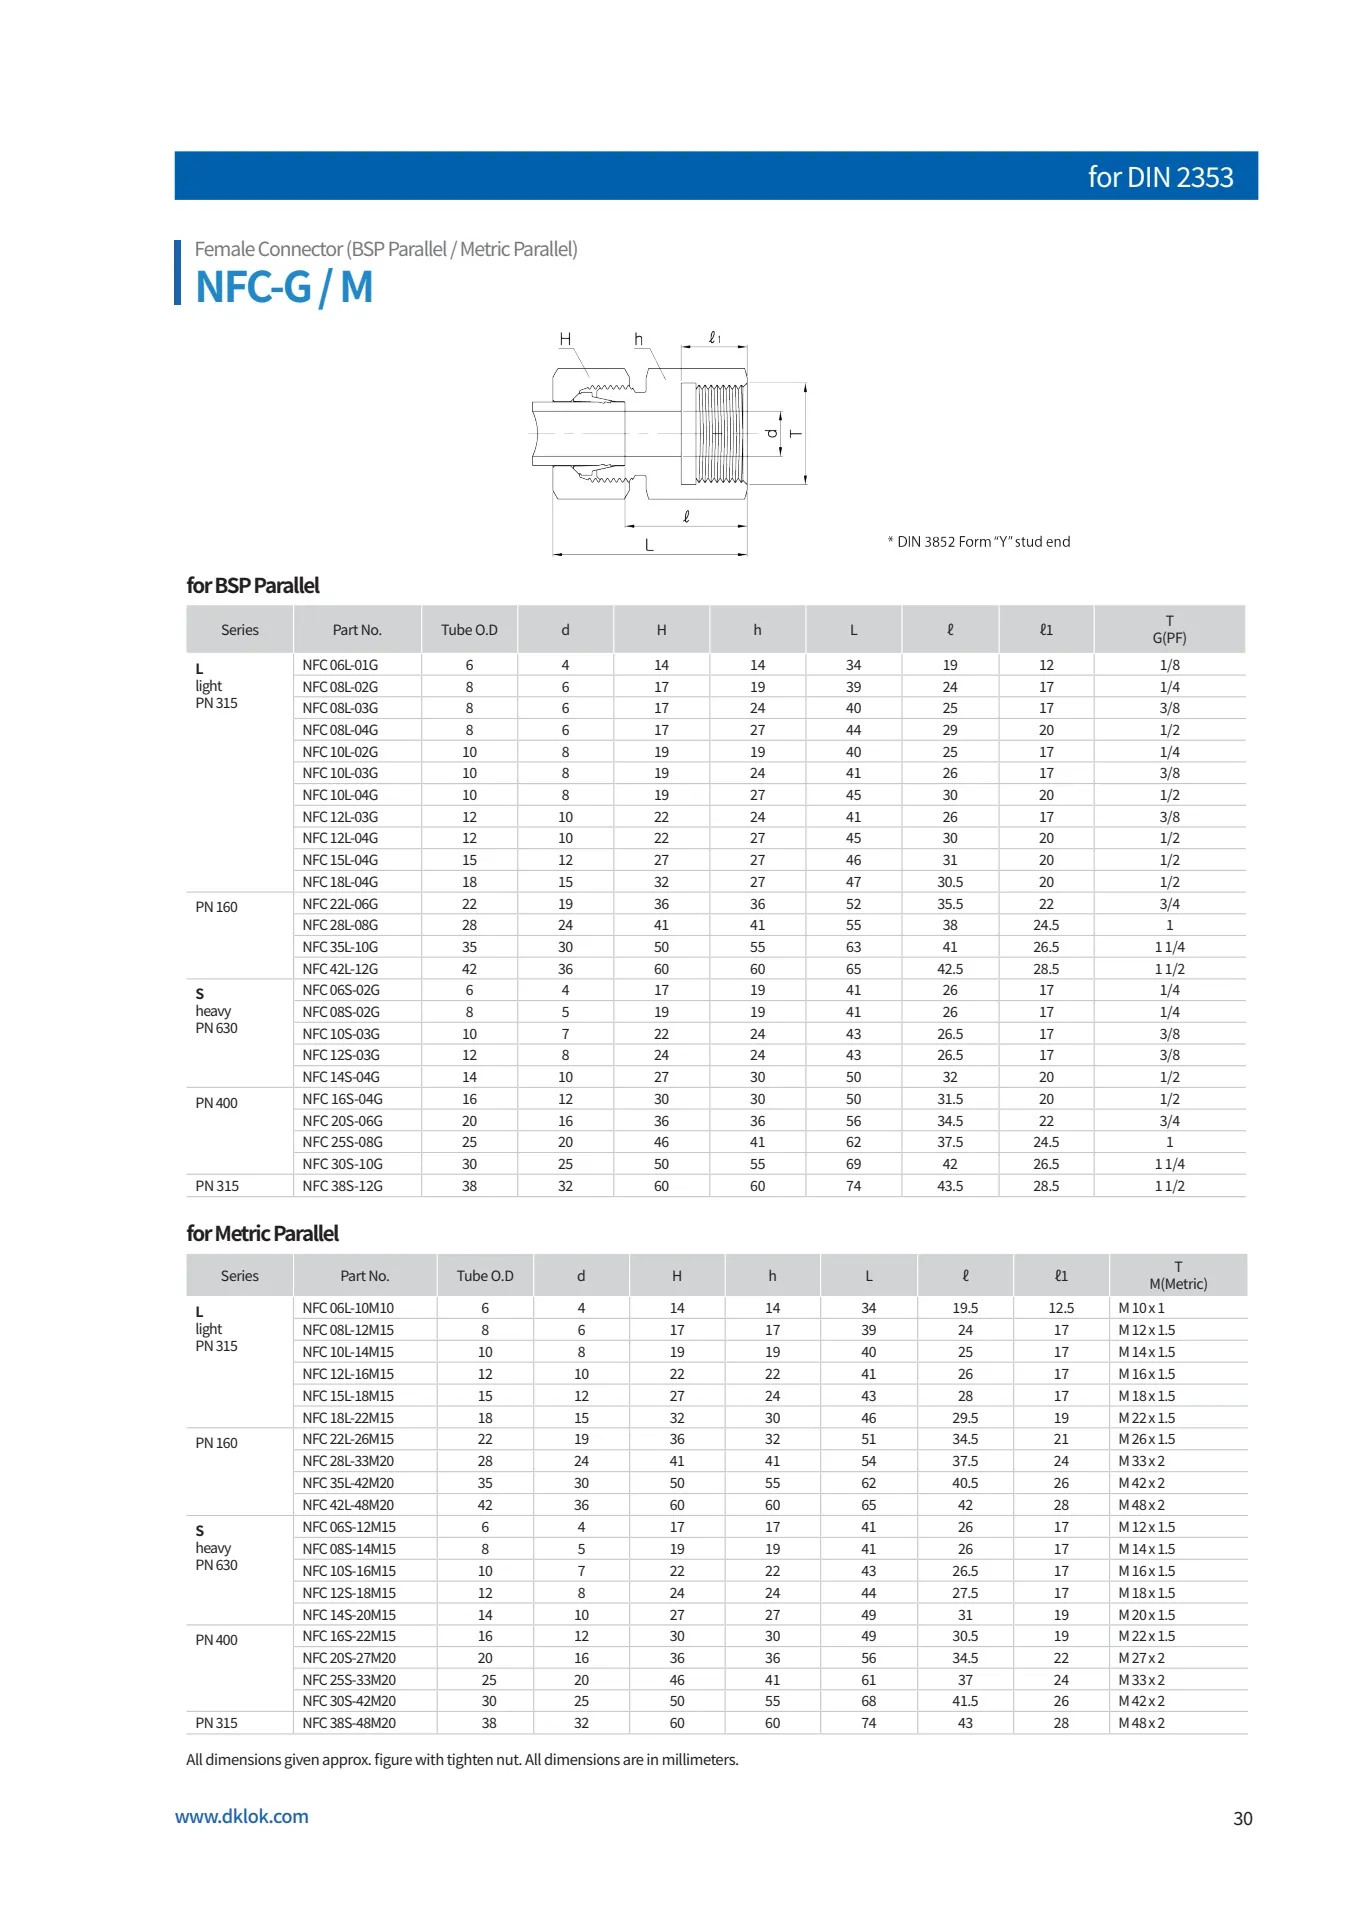 for DIN 2353
Female Connector (BSP Parallel / Metric Parallel)
NFC-G / M
H h ℓ1
d T
ℓ
L
* DIN 3852 Form “Y” stud end
for BSP Parallel
Series Part No. Tube O.D d H h L ℓ ℓ1 T G(PF)
L light PN 315 NFC 06L-01G 6 4 14 14 34 19 12 1/8
NFC 08L-02G 8 6 17 19 39 24 17 1/4
NFC 08L-03G 8 6 17 24 40 25 17 3/8
NFC 08L-04G 8 6 17 27 44 29 20 1/2
NFC 10L-02G 10 8 19 19 40 25 17 1/4
NFC 10L-03G 10 8 19 24 41 26 17 3/8
NFC 10L-04G 10 8 19 27 45 30 20 1/2
NFC 12L-03G 12 10 22 24 41 26 17 3/8
NFC 12L-04G 12 10 22 27 45 30 20 1/2
NFC 15L-04G 15 12 27 27 46 31 20 1/2
NFC 18L-04G 18 15 32 27 47 30.5 20 1/2
PN 160 NFC 22L-06G 22 19 36 36 52 35.5 22 3/4
NFC 28L-08G 28 24 41 41 55 38 24.5 1
NFC 35L-10G 35 30 50 55 63 41 26.5 1 1/4
NFC 42L-12G 42 36 60 60 65 42.5 28.5 1 1/2
S heavy PN 630 NFC 06S-02G 6 4 17 19 41 26 17 1/4
NFC 08S-02G 8 5 19 19 41 26 17 1/4
NFC 10S-03G 10 7 22 24 43 26.5 17 3/8
NFC 12S-03G 12 8 24 24 43 26.5 17 3/8
NFC 14S-04G 14 10 27 30 50 32 20 1/2
PN 400 NFC 16S-04G 16 12 30 30 50 31.5 20 1/2
NFC 20S-06G 20 16 36 36 56 34.5 22 3/4
NFC 25S-08G 25 20 46 41 62 37.5 24.5 1
NFC 30S-10G 30 25 50 55 69 42 26.5 1 1/4
PN 315 NFC 38S-12G 38 32 60 60 74 43.5 28.5 1 1/2
for Metric Parallel
Series Part No. Tube O.D d H h L ℓ ℓ1 T M(Metric)
L light PN 315 NFC 06L-10M10 6 4 14 14 34 19.5 12.5 M 10 x 1
NFC 08L-12M15 8 6 17 17 39 24 17 M 12 x 1.5
NFC 10L-14M15 10 8 19 19 40 25 17 M 14 x 1.5
NFC 12L-16M15 12 10 22 22 41 26 17 M 16 x 1.5
NFC 15L-18M15 15 12 27 24 43 28 17 M 18 x 1.5
NFC 18L-22M15 18 15 32 30 46 29.5 19 M 22 x 1.5
PN 160 NFC 22L-26M15 22 19 36 32 51 34.5 21 M 26 x 1.5
NFC 28L-33M20 28 24 41 41 54 37.5 24 M 33 x 2
NFC 35L-42M20 35 30 50 55 62 40.5 26 M 42 x 2
NFC 42L-48M20 42 36 60 60 65 42 28 M 48 x 2
S heavy PN 630 NFC 06S-12M15 6 4 17 17 41 26 17 M 12 x 1.5
NFC 08S-14M15 8 5 19 19 41 26 17 M 14 x 1.5
NFC 10S-16M15 10 7 22 22 43 26.5 17 M 16 x 1.5
NFC 12S-18M15 12 8 24 24 44 27.5 17 M 18 x 1.5
NFC 14S-20M15 14 10 27 27 49 31 19 M 20 x 1.5
PN 400 NFC 16S-22M15 16 12 30 30 49 30.5 19 M 22 x 1.5
NFC 20S-27M20 20 16 36 36 56 34.5 22 M 27 x 2
NFC 25S-33M20 25 20 46 41 61 37 24 M 33 x 2
NFC 30S-42M20 30 25 50 55 68 41.5 26 M 42 x 2
PN 315 NFC 38S-48M20 38 32 60 60 74 43 28 M 48 x 2
All dimensions given approx. figure with tighten nut. All dimensions are in millimeters.
www.dklok.com 30